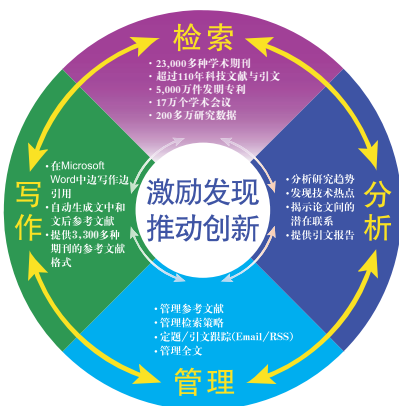 检索
· 23,000多种学术期刊
· 超过110年科技文献与引文
· 5,000万件发明专利
· 17万个学术会议
· 200多万研究数据
写作
· 在Microsoft
Word中边写作边
引用
· 自动生成文中和
文后参考文献
· 提供3,300多种
期刊的参考文献
格式
激励发现
推动创新
· 分析研究趋势
· 发现技术热点
· 揭示论文间的
潜在联系
· 提供引文报告
分析
· 管理参考文献
· 管理检索策略
· 定题/引文跟踪(Email/RSS)
· 管理全文
管理